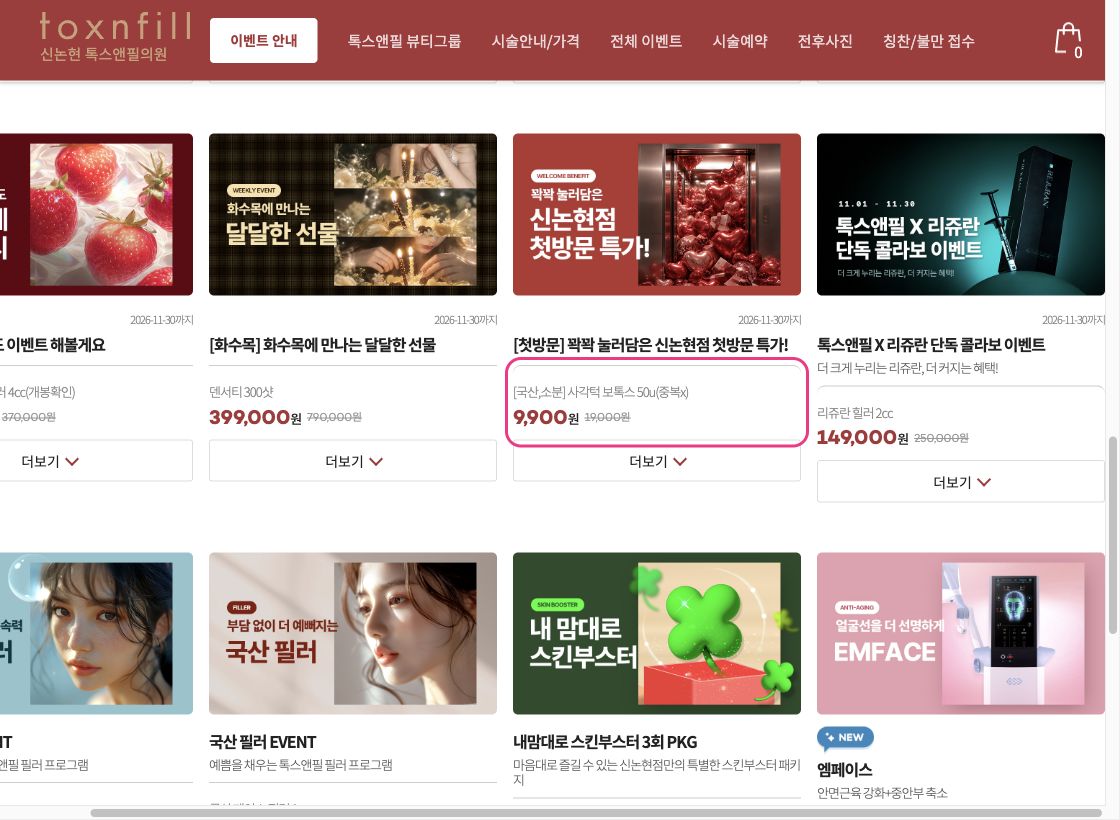 toxnfill
신논현 톡스앤필의원
이벤트 안내
톡스앤필 뷰티그룹
시술안내/가격
전체 이벤트
시술예약
전후사진
칭찬/불만 접수
0
WEEKLY EVENT
화수목에 만나는
달달한 선물
WELCOME BENEFIT
꽉꽉 눌러담은
신논현점
첫방문 특가!
11.01 - 11.30
톡스앤필 X 리쥬란
단독 콜라보 이벤트
더 크게 누리는 리쥬란, 더 커지는 혜택!
2026-11-30까지
2026-11-30까지
2026-11-30까지
2026-11-30까지
이벤트 해볼게요
[화수목] 화수목에 만나는 달달한 선물
[첫방문] 꽉꽉 눌러담은 신논현점 첫방문 특가!
톡스앤필 X 리쥬란 단독 콜라보 이벤트
더 크게 누리는 리쥬란, 더 커지는 혜택!
4cc(개봉확인)
370,000원
덴서티 300샷
399,000원 790,000원
[국산,소분] 사각턱 보톡스 50u(중복x)
9,900원 19,000원
리쥬란 힐러 2cc
149,000원 250,000원
더보기
더보기
더보기
더보기
속력
FILLER
부담 없이 더 예뻐지는
국산 필러
SKIN BOOSTER
내 맘대로
스킨부스터
ANTI-AGING
얼굴선을 더 선명하게
EMFACE
NEW
국산 필러 EVENT
내맘대로 스킨부스터 3회 PKG
엠페이스
필러 프로그램
예쁨을 채우는 톡스앤필 필러 프로그램
마음대로 즐길 수 있는 신논현점만의 특별한 스킨부스터 패키
지
안면근육 강화+중안부 축소